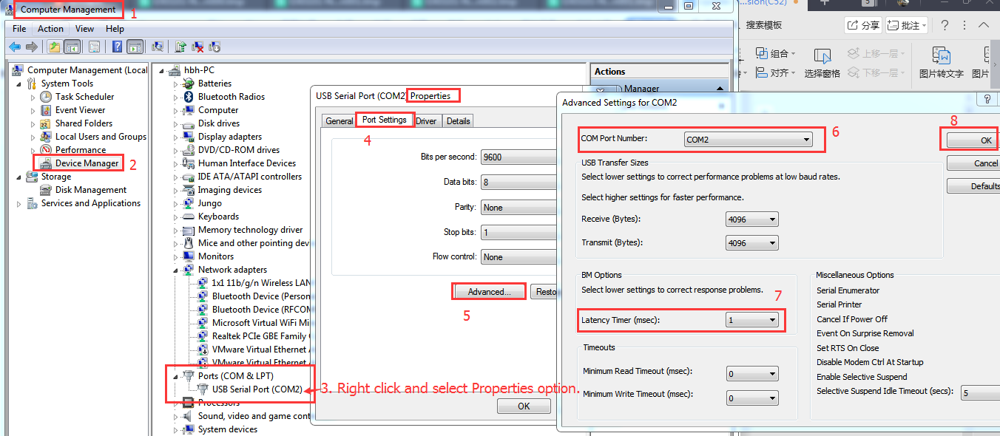 Computer Management
1
...sion(C52)
5
File Action View Help
搜索模板
分享
批注
?
组合
对齐
选择窗格
上移一层
下移一层
图片转文字
图片
Computer Management (Local
System Tools
Task Scheduler
Event Viewer
Shared Folders
Local Users and Groups
Performance
Device Manager
2
Storage
Disk Management
Services and Applications
hbh-PC
Batteries
Bluetooth Radios
Computer
Disk drives
Display adapters
DVD/CD-ROM drives
Human Interface Devices
IDE ATA/ATAPI controllers
Imaging devices
Jungo
Keyboards
Memory technology driver
Mice and other pointing dev
Monitors
Network adapters
1x1 11b/g/n Wireless LAN
Bluetooth Device (Person
Bluetooth Device (RFCOM
Microsoft Virtual WiFi Mi
Realtek PCIe GBE Family
VMware Virtual Ethernet
VMware Virtual Ethernet
Ports (COM & LPT)
USB Serial Port (COM2)
3. Right click and select Properties option.
Processors
Sound, video and game cont
System devices
Actions
Manager
USB Serial Port (COM2) Properties
General Port Settings Driver Details
4
Bits per second: 9600
Data bits: 8
Parity: None
Stop bits: 1
Flow control: None
Advanced... Resto
5
OK
Advanced Settings for COM2
?
COM Port Number: COM2
6
8
OK
Cancel
Defaults
USB Transfer Sizes
Select lower settings to correct performance problems at low baud rates.
Select higher settings for faster performance.
Receive (Bytes): 4096
Transmit (Bytes): 4096
BM Options
Select lower settings to correct response problems.
7
Latency Timer (msec): 1
Timeouts
Minimum Read Timeout (msec): 0
Minimum Write Timeout (msec): 0
Miscellaneous Options
Serial Enumerator
Serial Printer
Cancel If Power Off
Event On Surprise Removal
Set RTS On Close
Disable Modem Ctrl At Startup
Enable Selective Suspend
Selective Suspend Idle Timeout (secs): 5